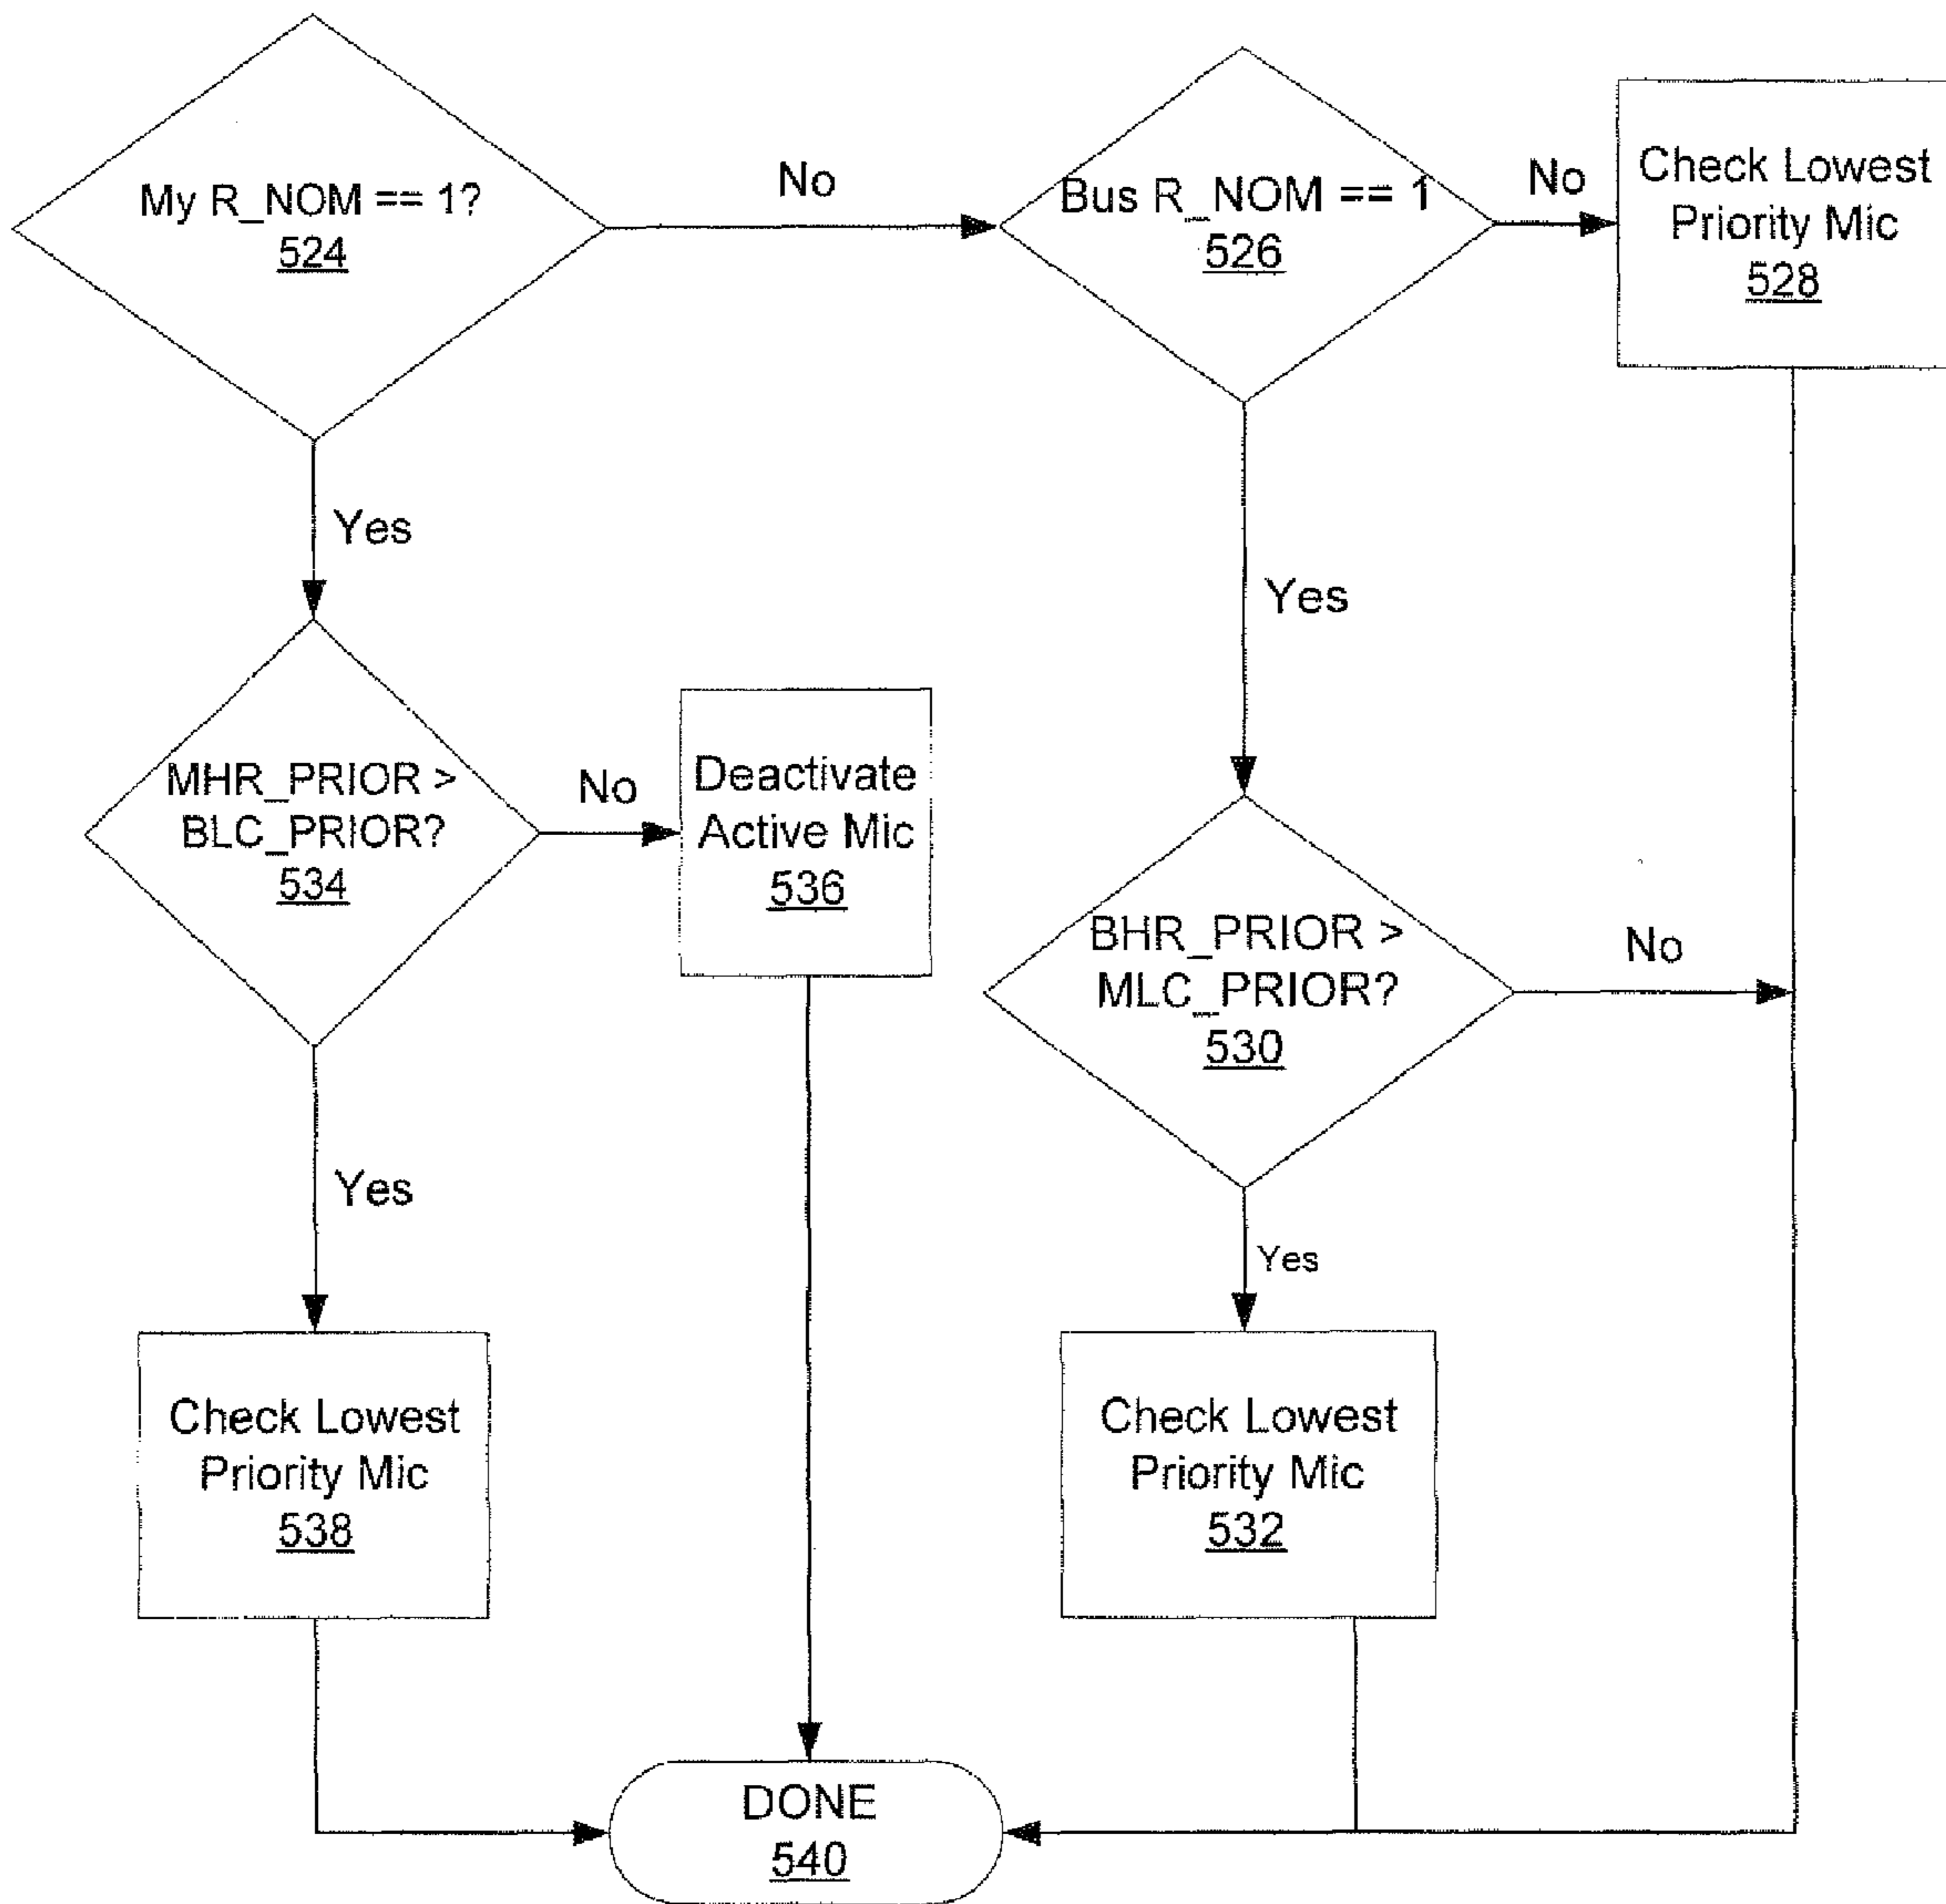 My R_NOM == 1?
524
No
Bus R_NOM == 1
526
No
Check Lowest
Priority Mic
528
Yes
Yes
MHR_PRIOR >
BLC_PRIOR?
534
No
Deactivate
Active Mic
536
BHR_PRIOR >
MLC_PRIOR?
530
No
Yes
Yes
Check Lowest
Priority Mic
538
Check Lowest
Priority Mic
532
DONE
540